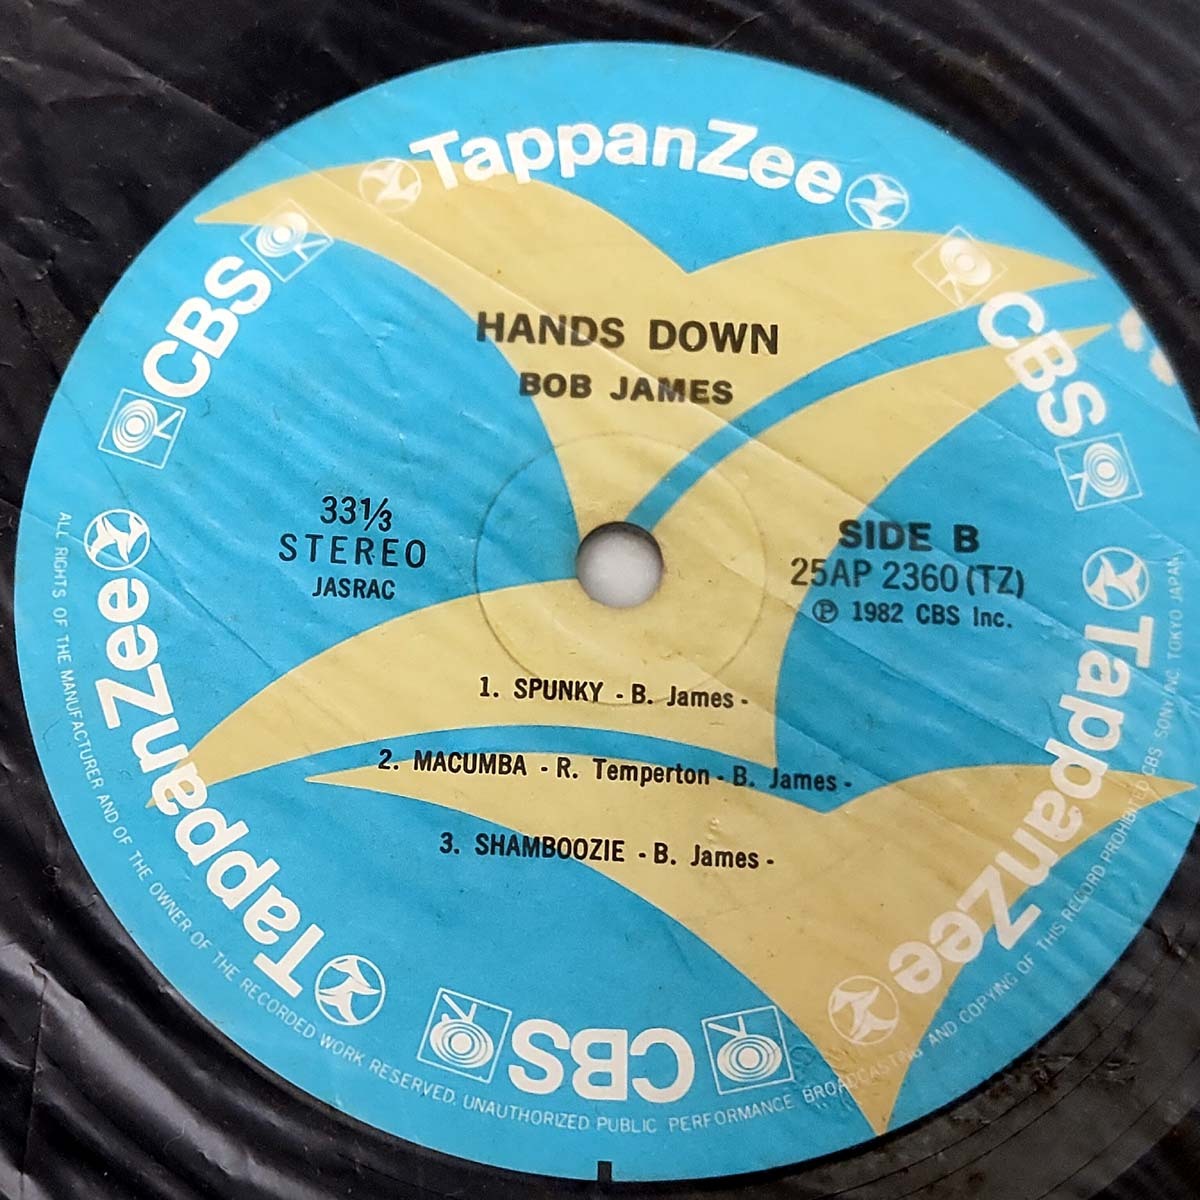 TappanZee
CBS
CBS
HANDS DOWN
BOB JAMES
33⅓
STEREO
JASRAC
SIDE B
25AP 2360 (TZ)
℗ 1982 CBS Inc.
1. SPUNKY - B. James -
2. MACUMBA - R. Temperton - B. James -
3. SHAMBOOZIE - B. James -
TappanZee
TappanZee
CBS
ALL RIGHTS OF THE MANUFACTURER AND OF THE OWNER OF THE RECORDED WORK RESERVED. UNAUTHORIZED PUBLIC PERFORMANCE BROADCASTING AND COPYING OF THIS RECORD PROHIBITED CBS SONY INC. TOKYO JAPAN